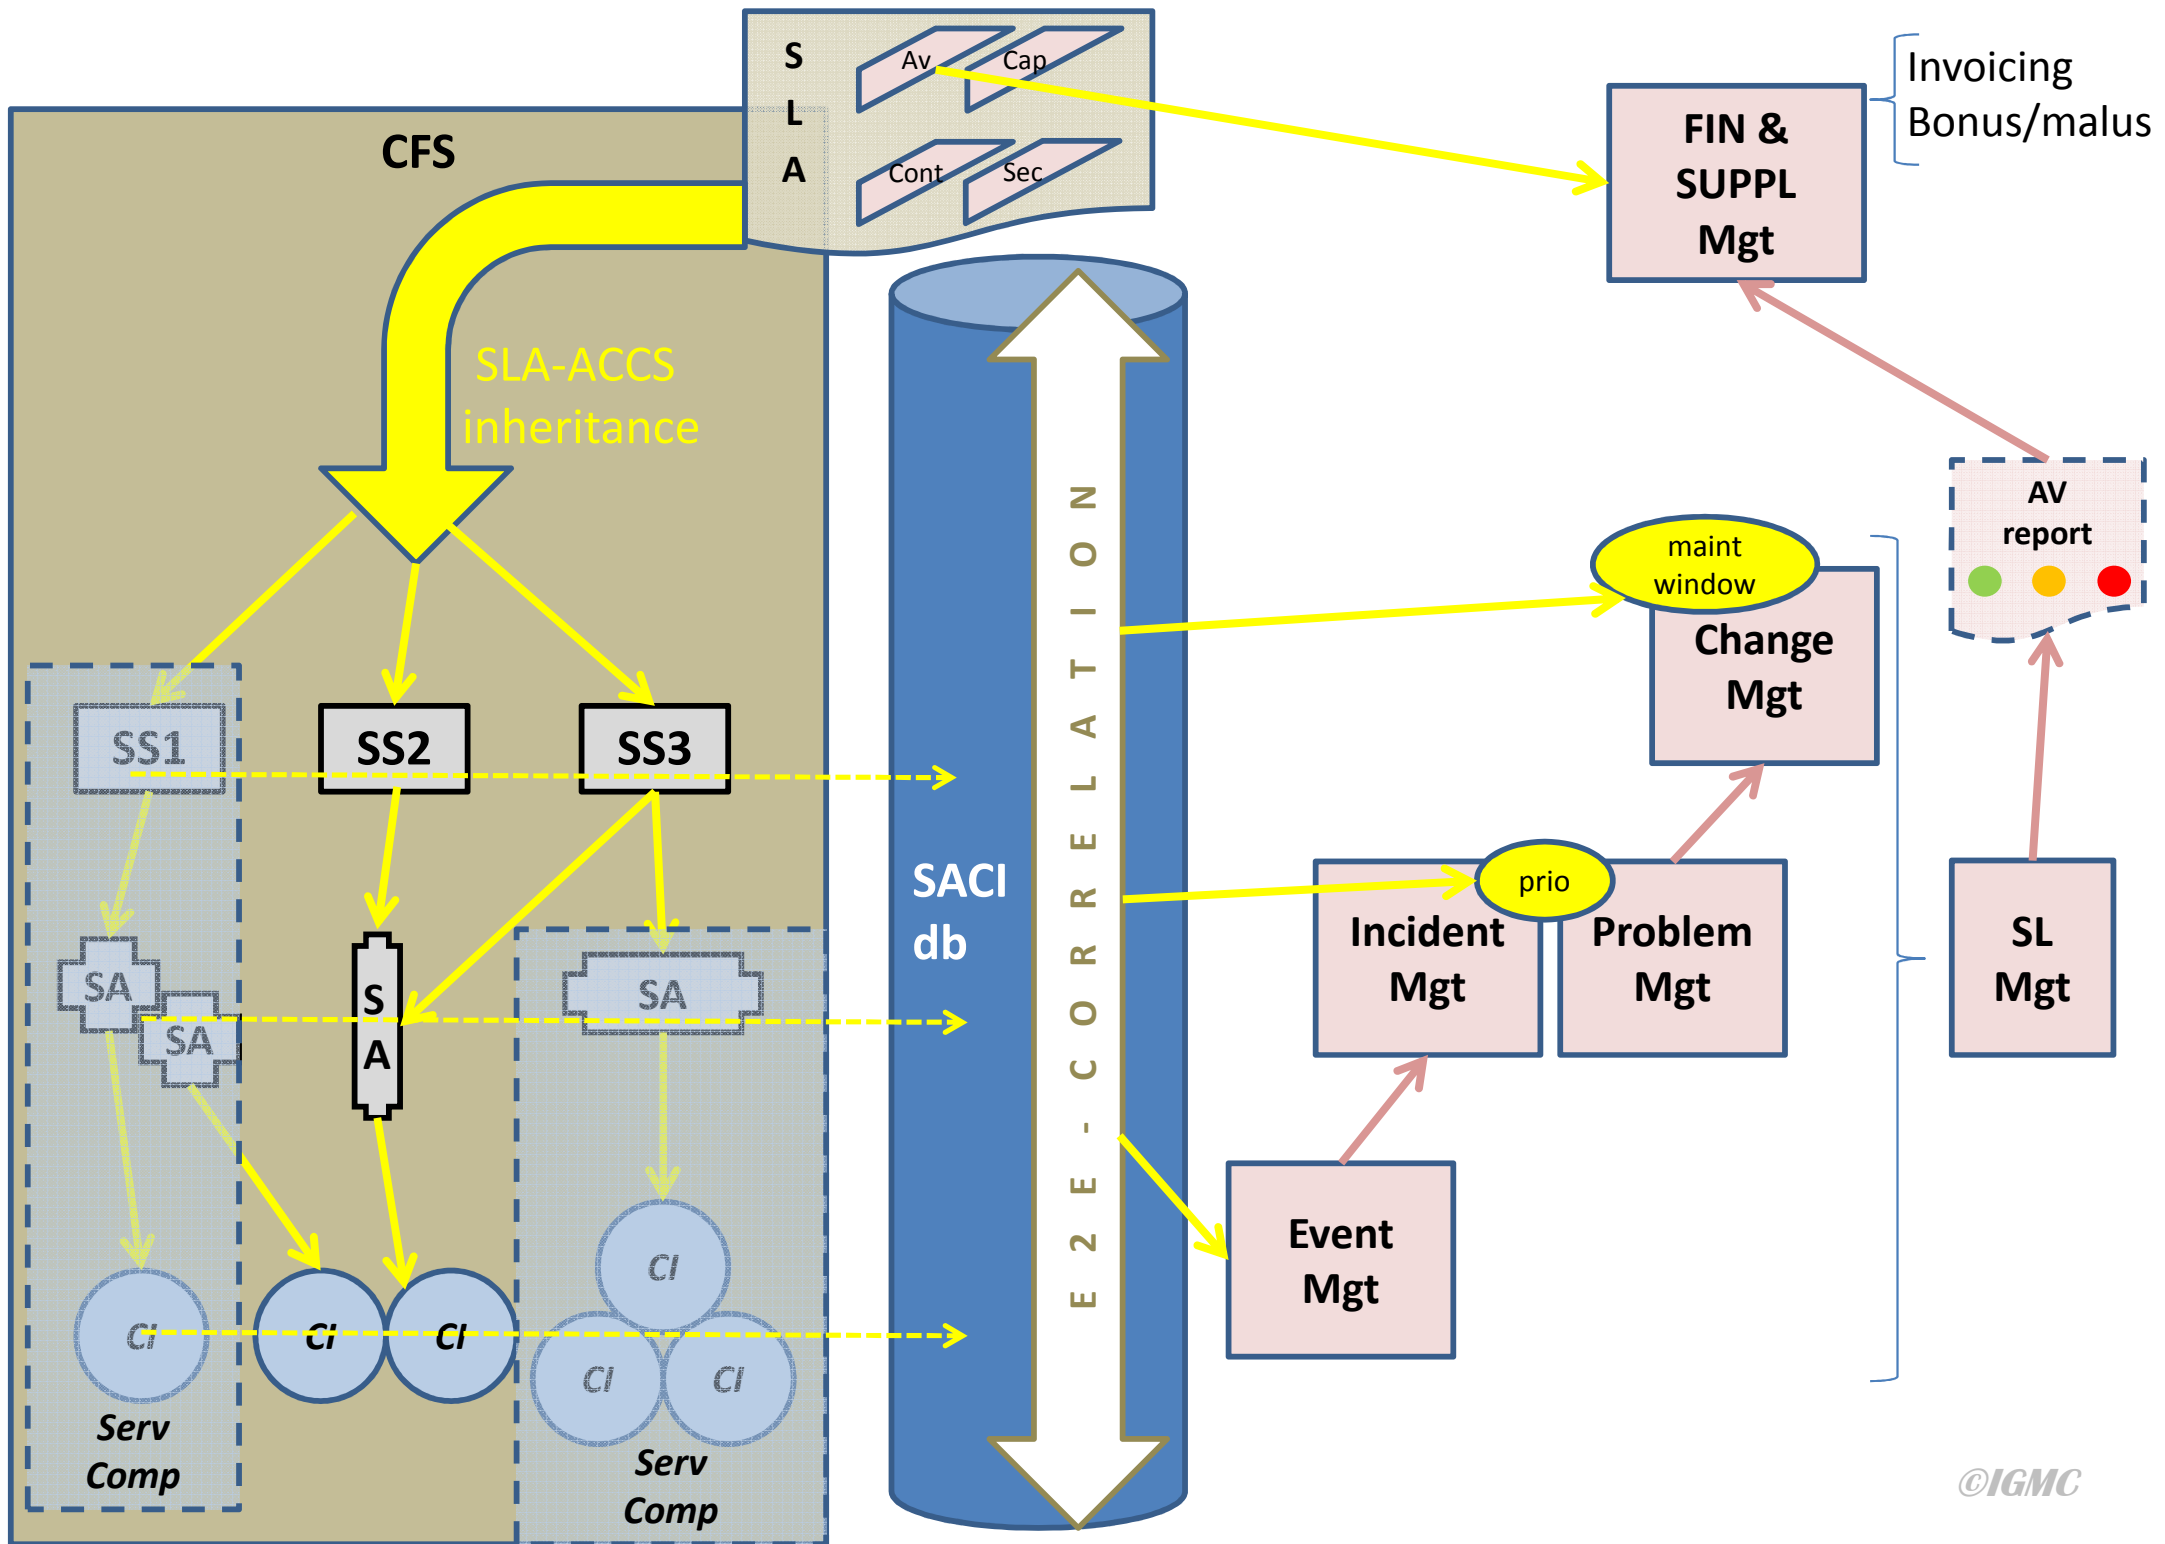 S
L
A
Av
Cap
Cont
Sec
CFS
SLA-ACCS
inheritance
FIN &
SUPPL
Mgt
Invoicing
Bonus/malus
AV
report
maint
window
Change
Mgt
SS1
SS2
SS3
SACI
db
E2E-CORRELATION
prio
Incident
Mgt
Problem
Mgt
SL
Mgt
SA
SA
S
A
SA
Event
Mgt
CI
CI
CI
CI
CI
CI
Serv
Comp
Serv
Comp
©IGMC